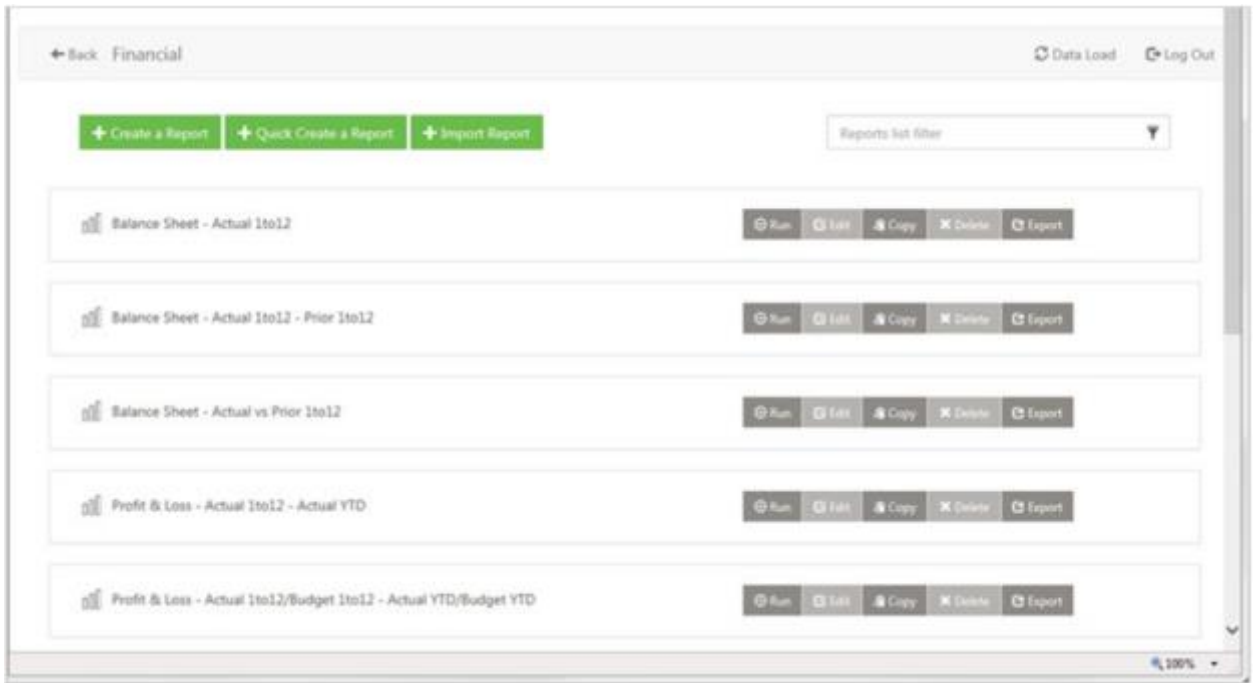 Back Financial Data Load Log Out
Create a Report Quick Create a Report Import Report Reports list filter
Balance Sheet - Actual 1to12 Run Edit Copy Delete Export
Balance Sheet - Actual 1to12 - Prior 1to12 Run Edit Copy Delete Export
Balance Sheet - Actual vs Prior 1to12 Run Edit Copy Delete Export
Profit & Loss - Actual 1to12 - Actual YTD Run Edit Copy Delete Export
Profit & Loss - Actual 1to12/Budget 1to12 - Actual YTD/Budget YTD Run Edit Copy Delete Export
100%